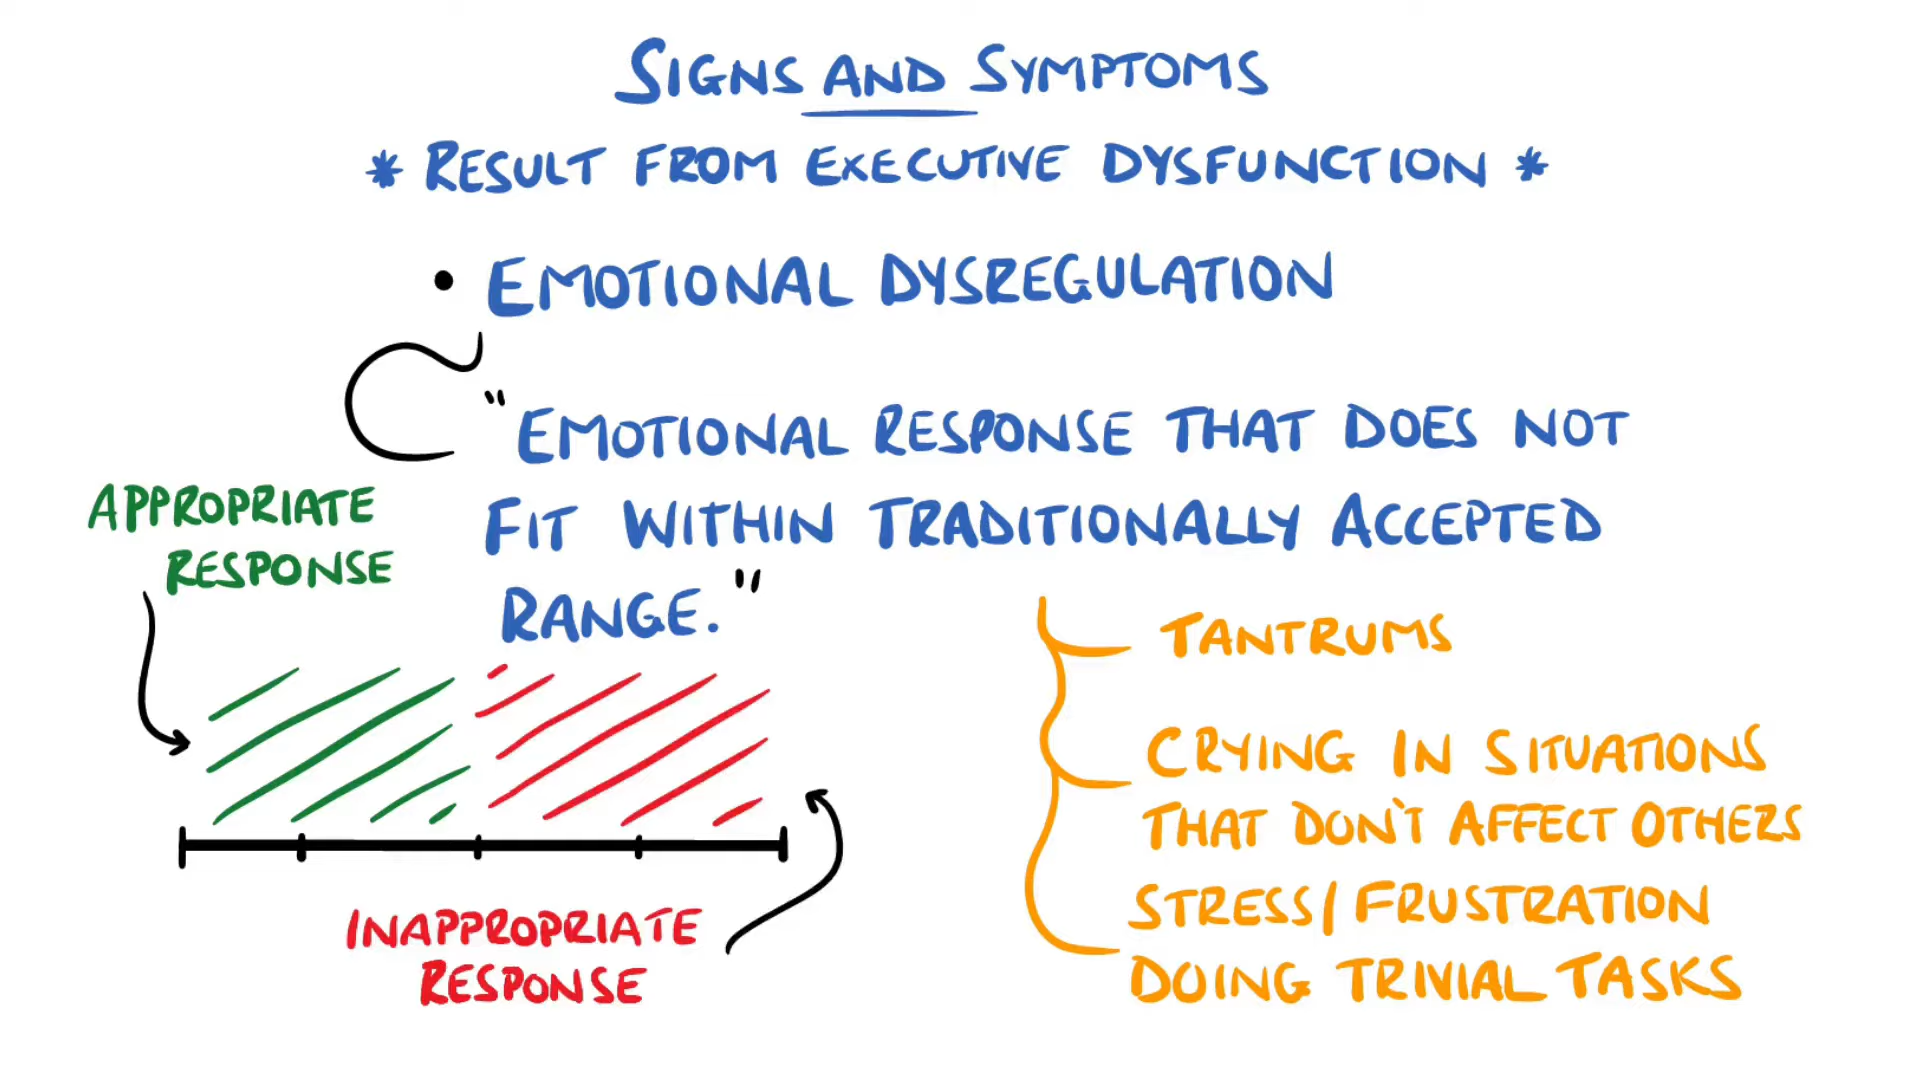 SIGNS AND SYMPTOMS
* RESULT FROM EXECUTIVE DYSFUNCTION *
• EMOTIONAL DYSREGULATION
"EMOTIONAL RESPONSE THAT DOES NOT
FIT WITHIN TRADITIONALLY ACCEPTED
RANGE."
APPROPRIATE
RESPONSE
INAPPROPRIATE
RESPONSE
TANTRUMS
CRYING IN SITUATIONS
THAT DON'T AFFECT OTHERS
STRESS/FRUSTRATION
DOING TRIVIAL TASKS